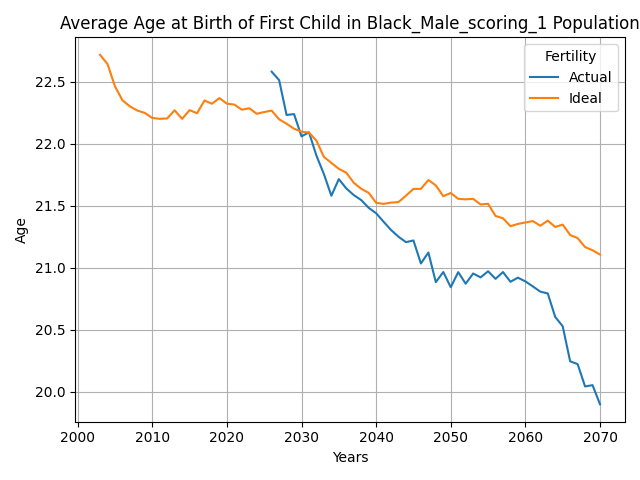 Average Age at Birth of First Child in Black_Male_scoring_1 Population
Fertility
Actual
Ideal
Age
22.5
22.0
21.5
21.0
20.5
20.0
2000 2010 2020 2030 2040 2050 2060 2070
Years